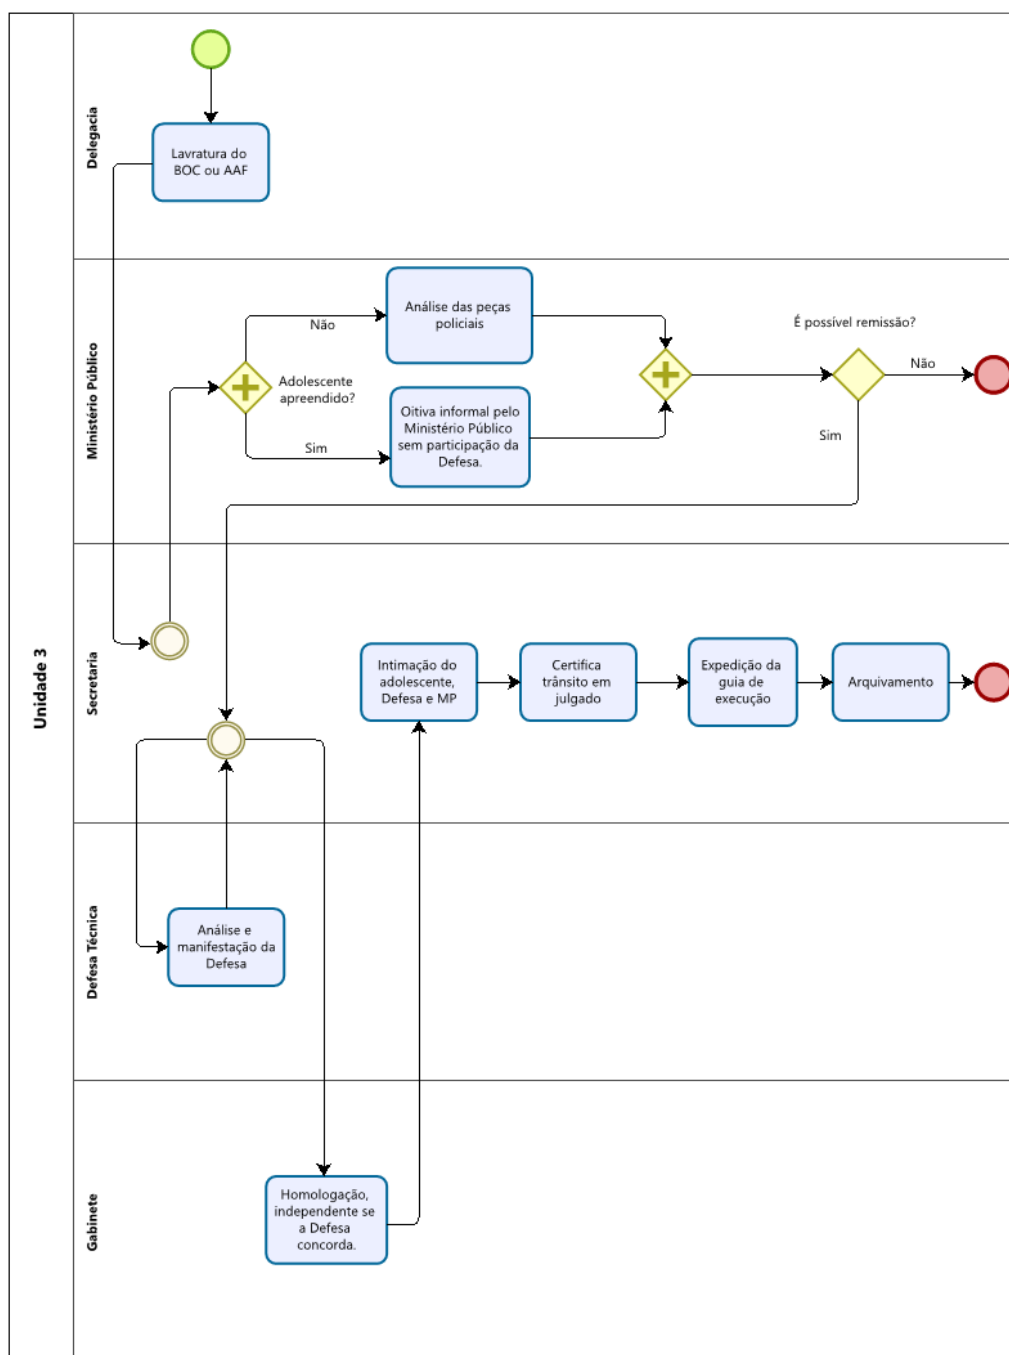 Unidade 3
Delegacia
Lavratura do
BOC ou AAF
Ministério Público
Adolescente
apreendido?
Não
Análise das peças
policiais
Sim
Oitiva informal pelo
Ministério Público
sem participação da
Defesa.
É possível remissão?
Não
Sim
Secretaria
Intimação do
adolescente,
Defesa e MP
Certifica
trânsito em
julgado
Expedição da
guia de
execução
Arquivamento
Defesa Técnica
Análise e
manifestação da
Defesa
Gabinete
Homologação,
independente se
a Defesa
concorda.